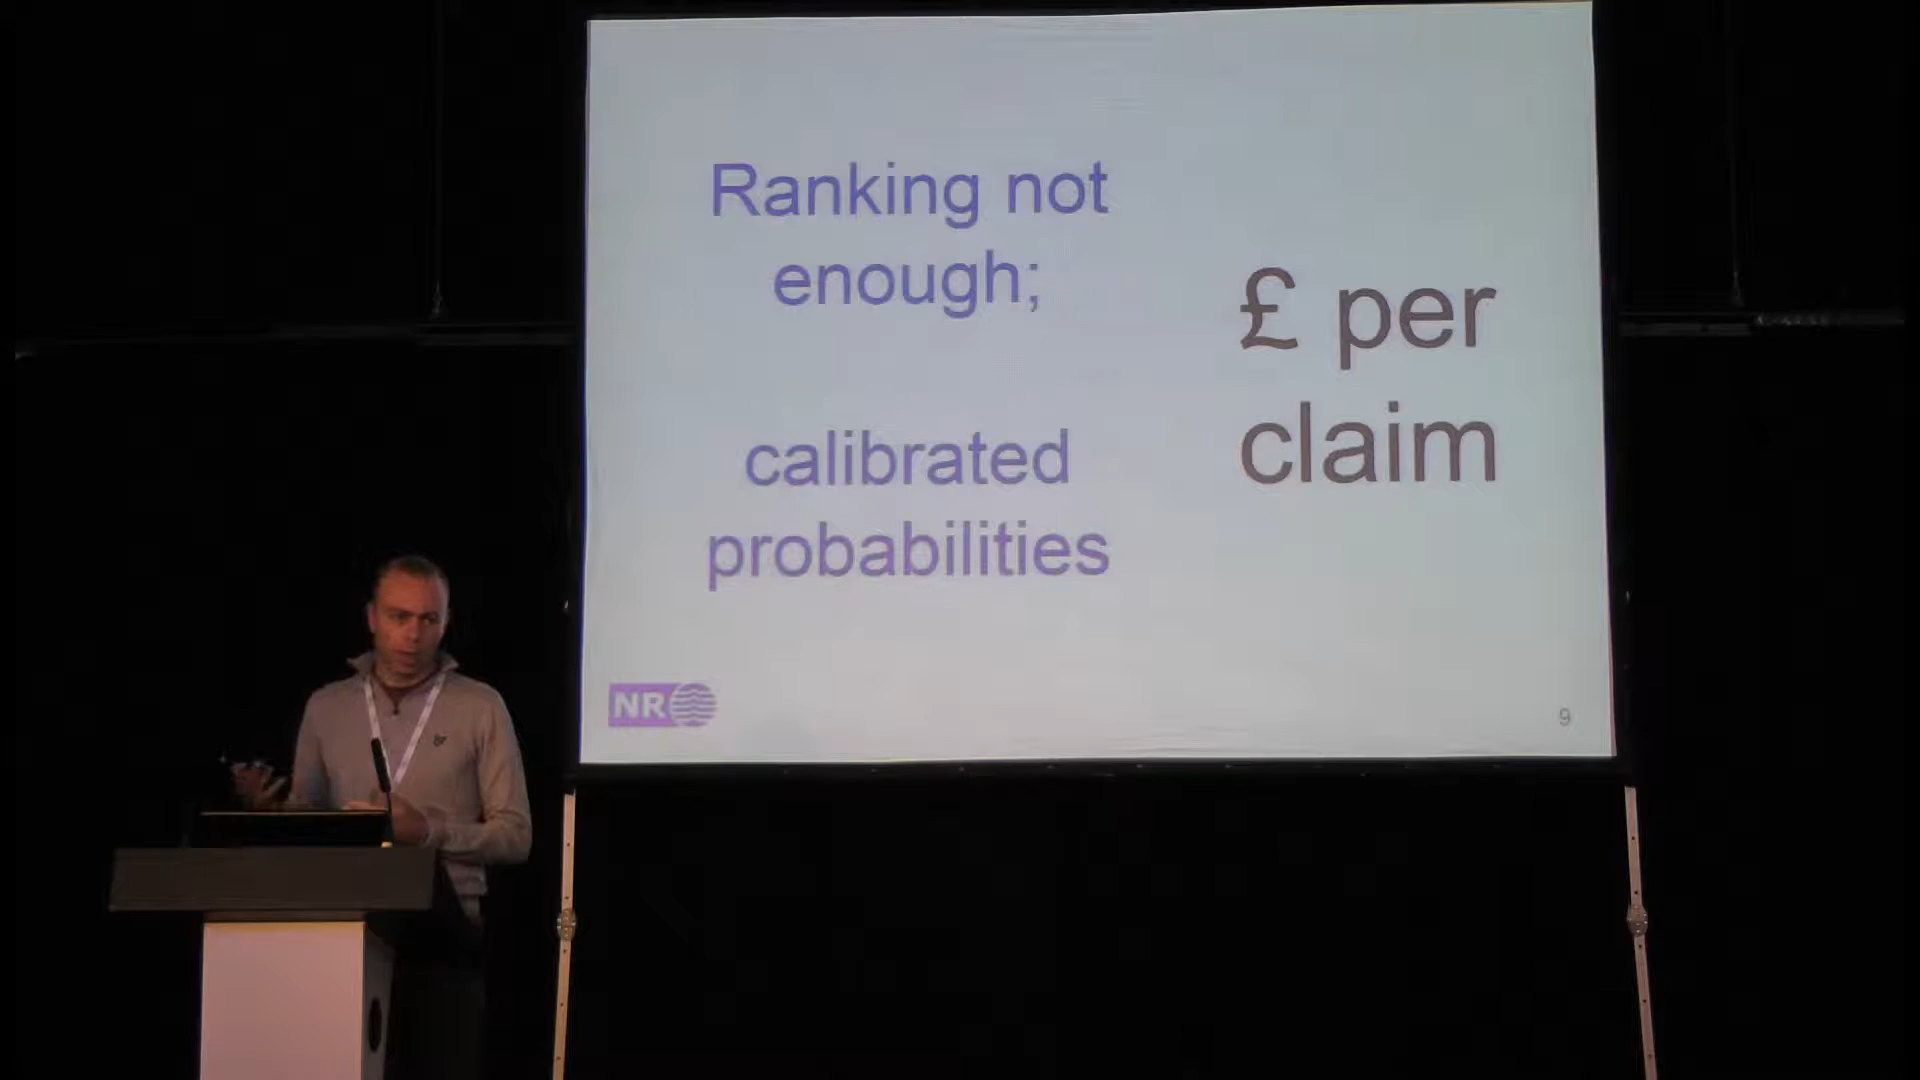 Ranking not
enough;
calibrated
probabilities
£ per
claim
NR
9